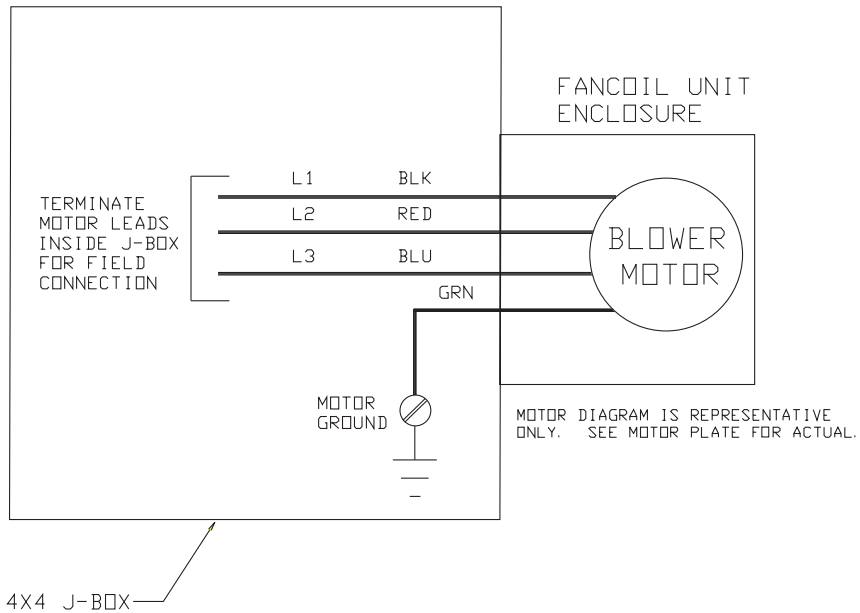 FANCOIL UNIT
ENCLOSURE
L1 BLK
TERMINATE
MOTOR LEADS
INSIDE J-BOX
FOR FIELD
CONNECTION
L2 RED
L3 BLU
BLOWER
MOTOR
GRN
MOTOR
GROUND
MOTOR DIAGRAM IS REPRESENTATIVE
ONLY. SEE MOTOR PLATE FOR ACTUAL.
4X4 J-BOX